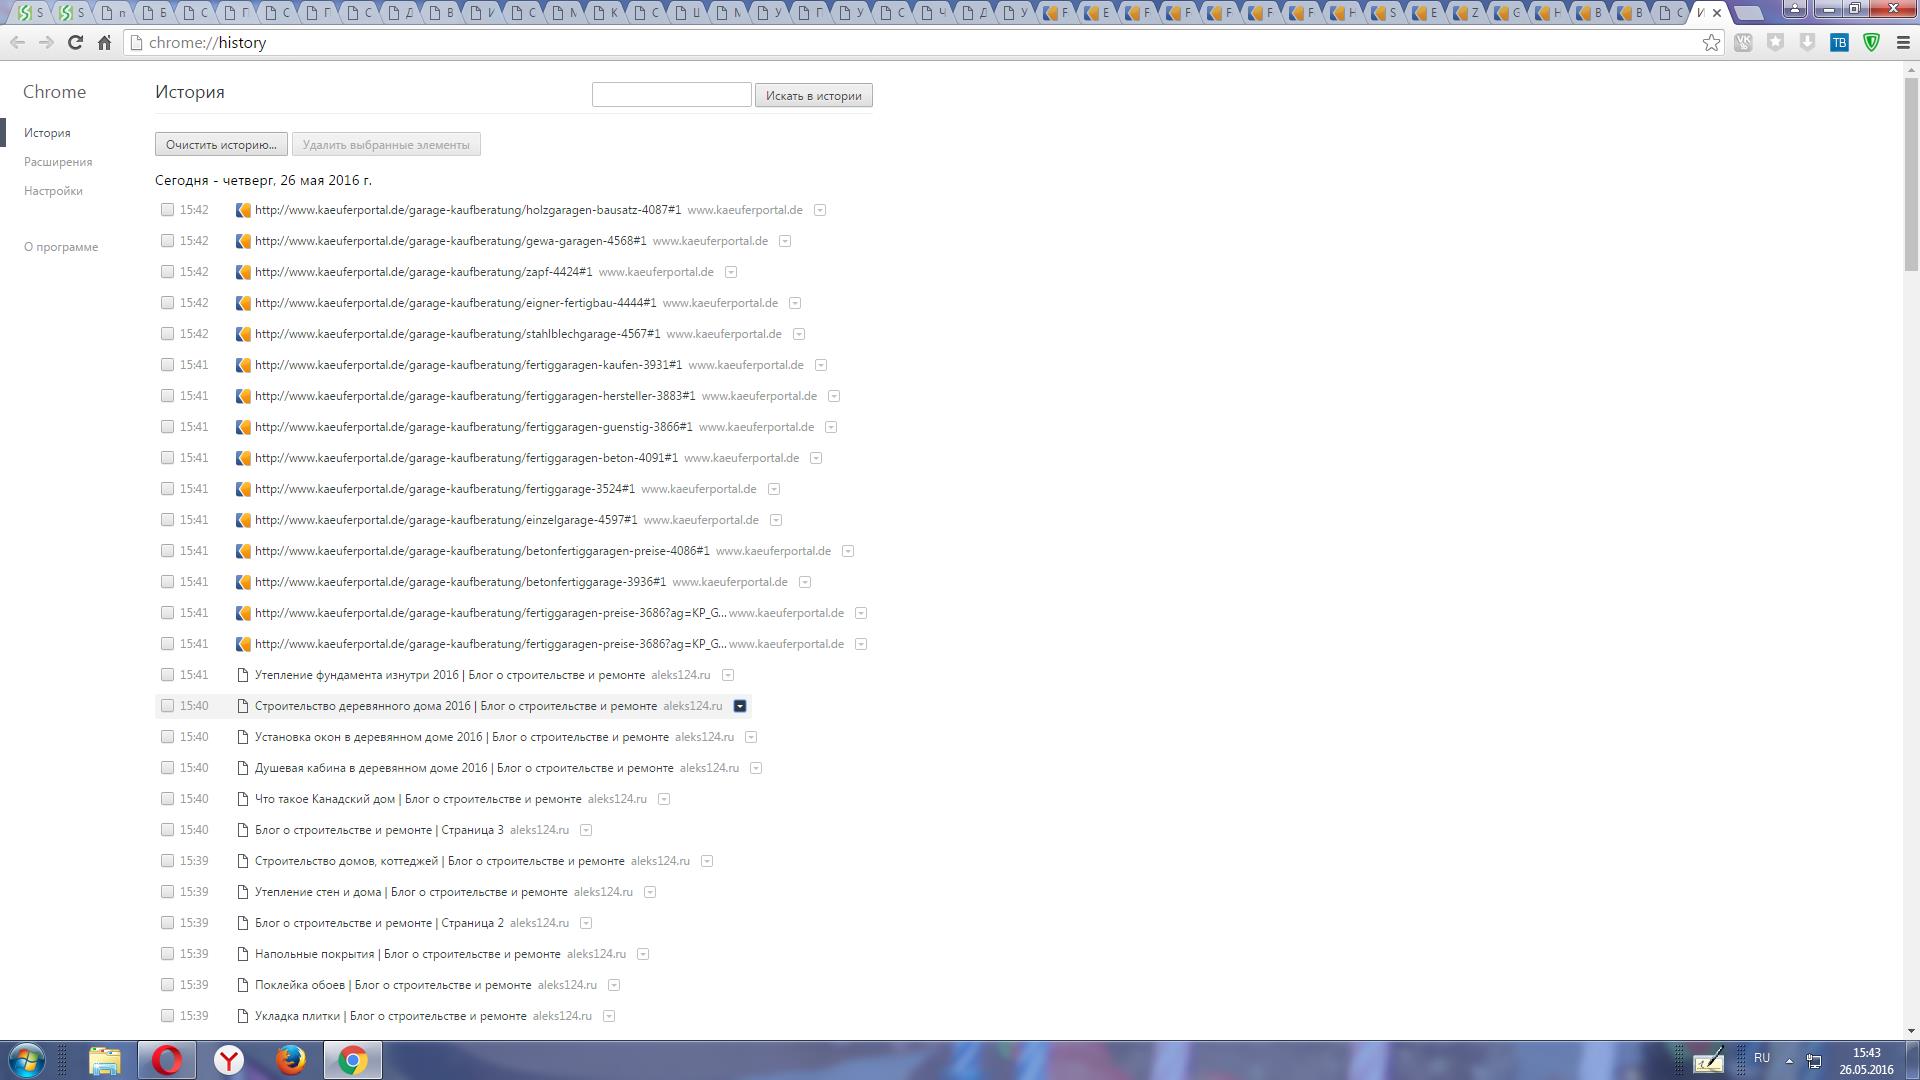 S S n Б С Г С Г С Д В И С М К С Ш М У П У С Ч Д У F E F F F F F H S E Z G H B B С И
chrome://history
VK TB
Chrome
История
Искать в истории
История
Расширения
Настройки
О программе
Очистить историю... Удалить выбранные элементы
Сегодня - четверг, 26 мая 2016 г.
15:42 http://www.kaeuferportal.de/garage-kaufberatung/holzgaragen-bausatz-4087#1 www.kaeuferportal.de
15:42 http://www.kaeuferportal.de/garage-kaufberatung/gewa-garagen-4568#1 www.kaeuferportal.de
15:42 http://www.kaeuferportal.de/garage-kaufberatung/zapf-4424#1 www.kaeuferportal.de
15:42 http://www.kaeuferportal.de/garage-kaufberatung/eigner-fertigbau-4444#1 www.kaeuferportal.de
15:42 http://www.kaeuferportal.de/garage-kaufberatung/stahlblechgarage-4567#1 www.kaeuferportal.de
15:41 http://www.kaeuferportal.de/garage-kaufberatung/fertiggaragen-kaufen-3931#1 www.kaeuferportal.de
15:41 http://www.kaeuferportal.de/garage-kaufberatung/fertiggaragen-hersteller-3883#1 www.kaeuferportal.de
15:41 http://www.kaeuferportal.de/garage-kaufberatung/fertiggaragen-guenstig-3866#1 www.kaeuferportal.de
15:41 http://www.kaeuferportal.de/garage-kaufberatung/fertiggaragen-beton-4091#1 www.kaeuferportal.de
15:41 http://www.kaeuferportal.de/garage-kaufberatung/fertiggarage-3524#1 www.kaeuferportal.de
15:41 http://www.kaeuferportal.de/garage-kaufberatung/einzelgarage-4597#1 www.kaeuferportal.de
15:41 http://www.kaeuferportal.de/garage-kaufberatung/betonfertiggaragen-preise-4086#1 www.kaeuferportal.de
15:41 http://www.kaeuferportal.de/garage-kaufberatung/betonfertiggarage-3936#1 www.kaeuferportal.de
15:41 http://www.kaeuferportal.de/garage-kaufberatung/fertiggaragen-preise-3686?ag=KP_G... www.kaeuferportal.de
15:41 http://www.kaeuferportal.de/garage-kaufberatung/fertiggaragen-preise-3686?ag=KP_G... www.kaeuferportal.de
15:41 Утепление фундамента изнутри 2016 | Блог о строительстве и ремонте aleks124.ru
15:40 Строительство деревянного дома 2016 | Блог о строительстве и ремонте aleks124.ru
15:40 Установка окон в деревянном доме 2016 | Блог о строительстве и ремонте aleks124.ru
15:40 Душевая кабина в деревянном доме 2016 | Блог о строительстве и ремонте aleks124.ru
15:40 Что такое Канадский дом | Блог о строительстве и ремонте aleks124.ru
15:40 Блог о строительстве и ремонте | Страница 3 aleks124.ru
15:39 Строительство домов, коттеджей | Блог о строительстве и ремонте aleks124.ru
15:39 Утепление стен и дома | Блог о строительстве и ремонте aleks124.ru
15:39 Блог о строительстве и ремонте | Страница 2 aleks124.ru
15:39 Напольные покрытия | Блог о строительстве и ремонте aleks124.ru
15:39 Поклейка обоев | Блог о строительстве и ремонте aleks124.ru
15:39 Укладка плитки | Блог о строительстве и ремонте aleks124.ru
RU 15:43
26.05.2016